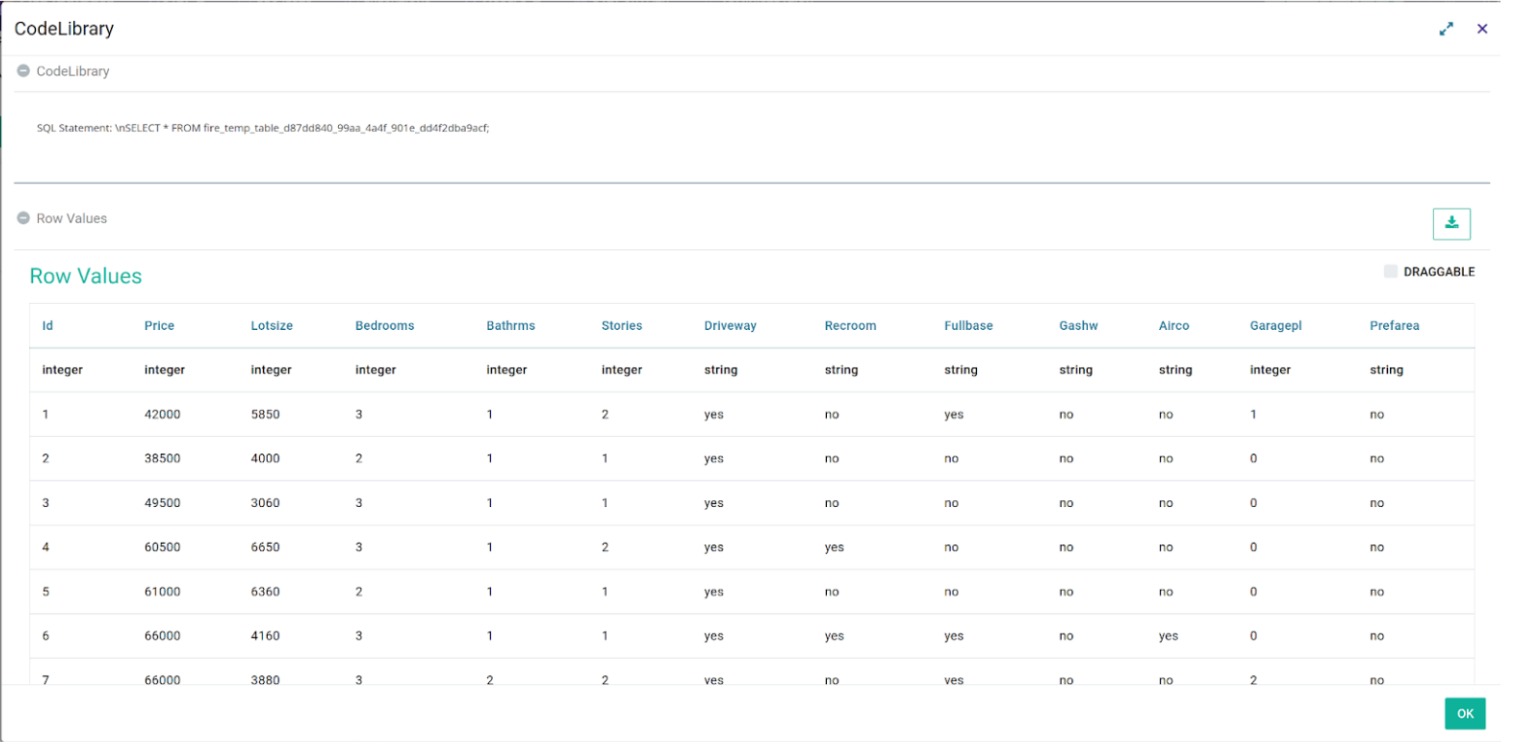 CodeLibrary
CodeLibrary
SQL Statement: \nSELECT * FROM fire_temp_table_d87dd840_99aa_4a4f_901e_dd4f2dba9acf;
Row Values
Row Values
DRAGGABLE
Id Price Lotsize Bedrooms Bathrms Stories Driveway Recroom Fullbase Gashw Airco Garagepl Prefarea
integer integer integer integer integer integer string string string string string integer string
1 42000 5850 3 1 2 yes no yes no no 1 no
2 38500 4000 2 1 1 yes no no no no 0 no
3 49500 3060 3 1 1 yes no no no no 0 no
4 60500 6650 3 1 2 yes yes no no no 0 no
5 61000 6360 2 1 1 yes no no no no 0 no
6 66000 4160 3 1 1 yes yes yes no yes 0 no
7 66000 3880 3 2 2 yes no yes no no 2 no
OK